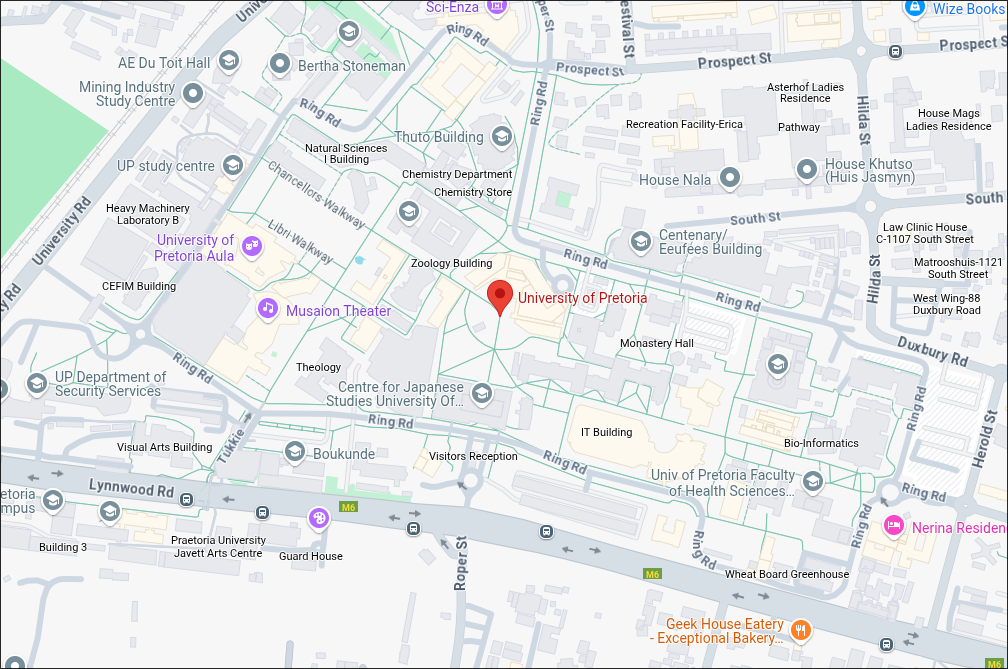 Sci-Enza
Wize Books
University Rd
Ring Rd
Prospect St
Prospect St
Prospect S
AE Du Toit Hall
Bertha Stoneman
Mining Industry
Study Centre
Ring Rd
Ring Rd
Asterhof Ladies
Residence
Hilda St
House Mags
Ladies Residence
Recreation Facility-Erica
Pathway
Thuto Building
Natural Sciences
I Building
UP study centre
Chemistry Department
Chemistry Store
House Nala
House Khutso
(Huis Jasmyn)
Chancellors Walkway
Libri Walkway
Heavy Machinery
Laboratory B
South St
South
University of
Pretoria Aula
Centenary/
Eeufées Building
Law Clinic House
C-1107 South Street
Zoology Building
Ring Rd
Matrooshuis-1121
South Street
CEFIM Building
Hilda St
University of Pretoria
Ring Rd
West Wing-88
Duxbury Road
Musaion Theater
Monastery Hall
Duxbury Rd
Theology
Ring Rd
UP Department of
Security Services
Centre for Japanese
Studies University Of...
Ring Rd
Ring Rd
IT Building
Herold St
Tukkie
Visual Arts Building
Boukunde
Visitors Reception
Bio-Informatics
Ring Rd
Univ of Pretoria Faculty
of Health Sciences...
Lynnwood Rd
etoria
mpus
M6
Ring Rd
Ring Rd
Nerina Residen
Building 3
Praetoria University
Javett Arts Centre
Guard House
Roper St
Ring Rd
M6
Wheat Board Greenhouse
Geek House Eatery
- Exceptional Bakery...
M6